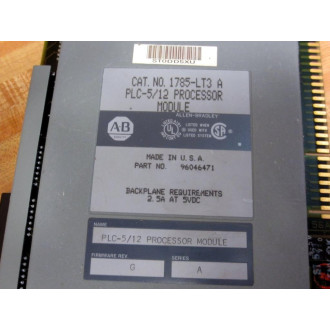 CAT. NO. 1785-LT3 A
PLC-5/12 PROCESSOR
MODULE
ALLEN-BRADLEY
AB
UL
MADE IN U.S.A.
PART NO. 96046471
BACKPLANE REQUIREMENTS
2.5A AT 5VDC
NAME
PLC-5/12 PROCESSOR MODULE
FIRMWARE REV. SERIES
G A